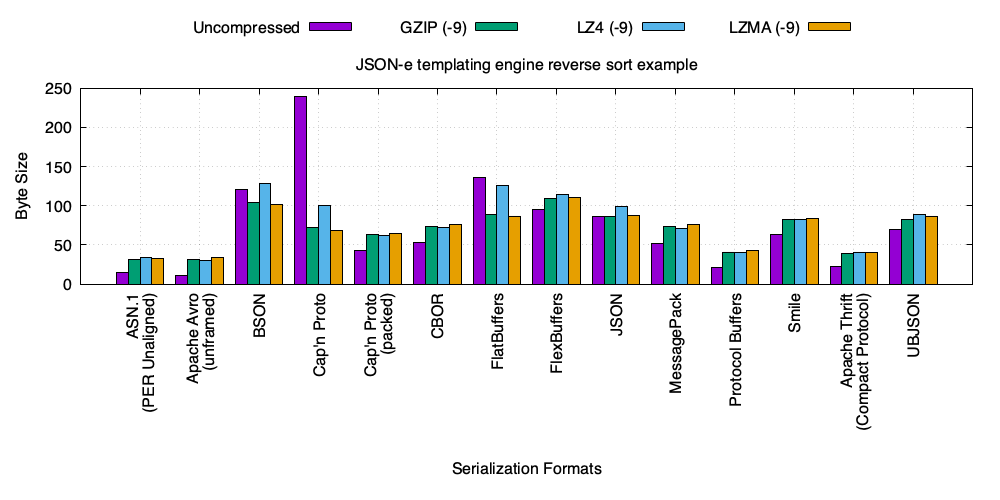 Uncompressed GZIP (-9) LZ4 (-9) LZMA (-9)
JSON-e templating engine reverse sort example
250
200
150
100
50
0
Byte Size
ASN.1
(PER Unaligned)
Apache Avro
(unframed)
BSON
Cap'n Proto
Cap'n Proto
(packed)
CBOR
FlatBuffers
FlexBuffers
JSON
MessagePack
Protocol Buffers
Smile
Apache Thrift
(Compact Protocol)
UBJSON
Serialization Formats